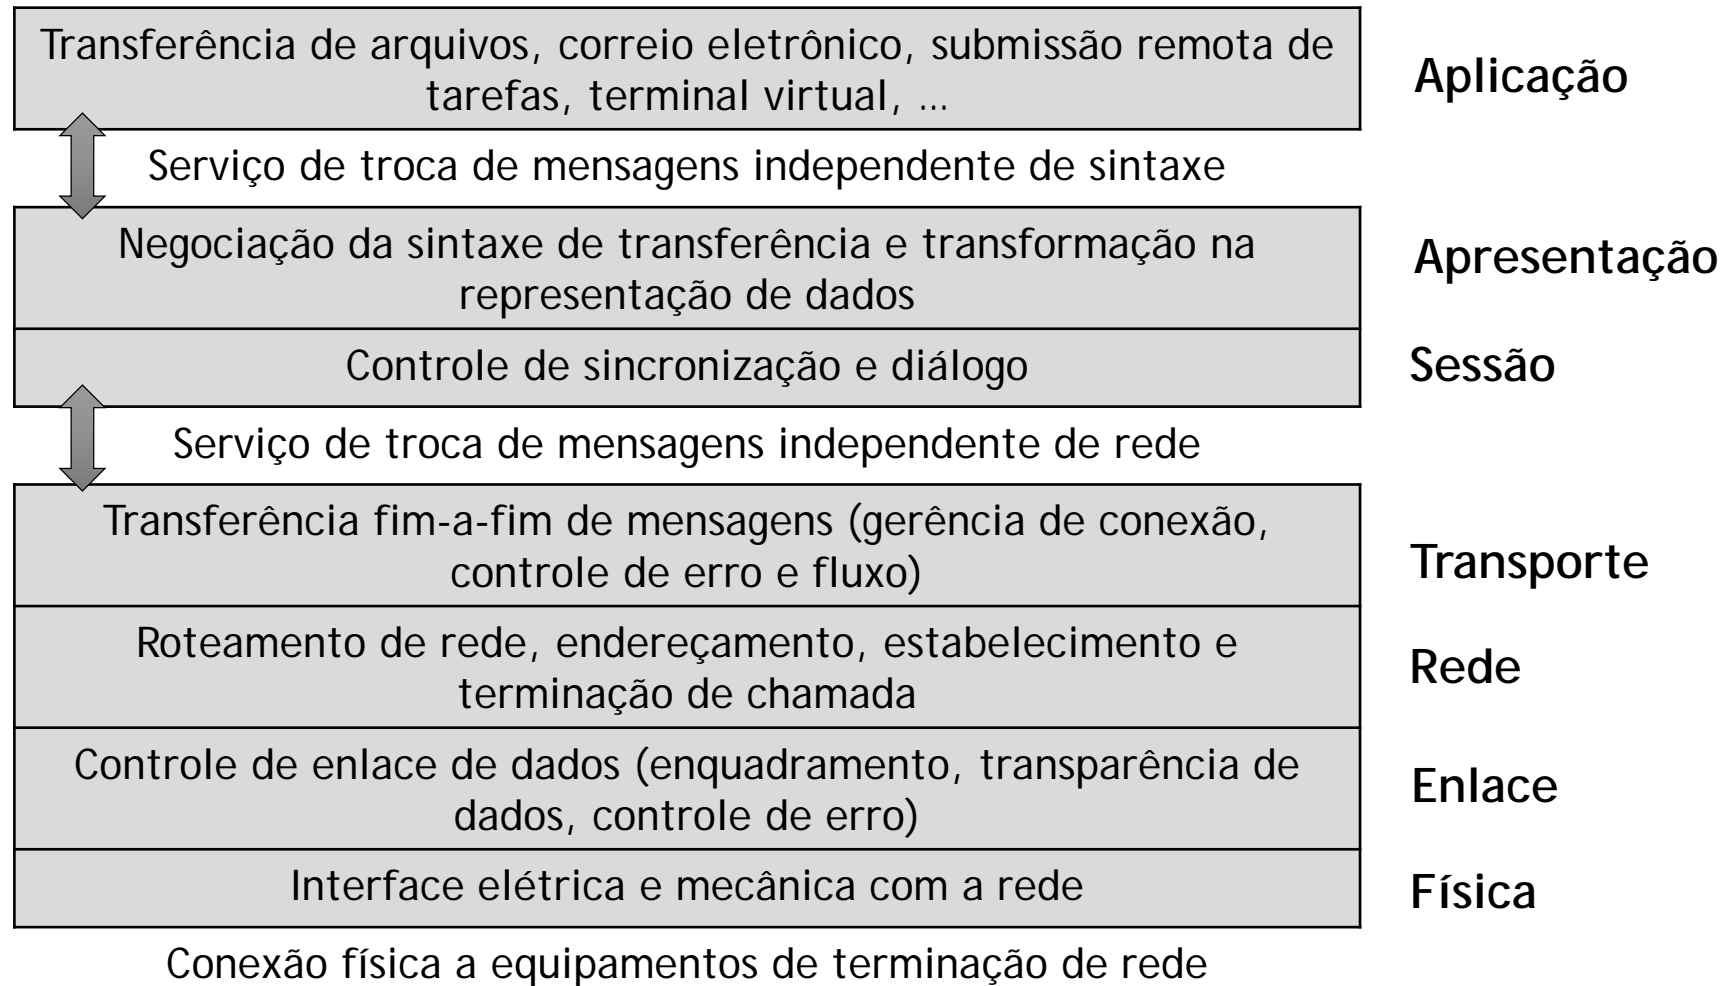 Transferência de arquivos, correio eletrônico, submissão remota de
tarefas, terminal virtual, ...
Aplicação
Serviço de troca de mensagens independente de sintaxe
Negociação da sintaxe de transferência e transformação na
representação de dados
Apresentação
Controle de sincronização e diálogo
Sessão
Serviço de troca de mensagens independente de rede
Transferência fim-a-fim de mensagens (gerência de conexão,
controle de erro e fluxo)
Transporte
Roteamento de rede, endereçamento, estabelecimento e
terminação de chamada
Rede
Controle de enlace de dados (enquadramento, transparência de
dados, controle de erro)
Enlace
Interface elétrica e mecânica com a rede
Física
Conexão física a equipamentos de terminação de rede